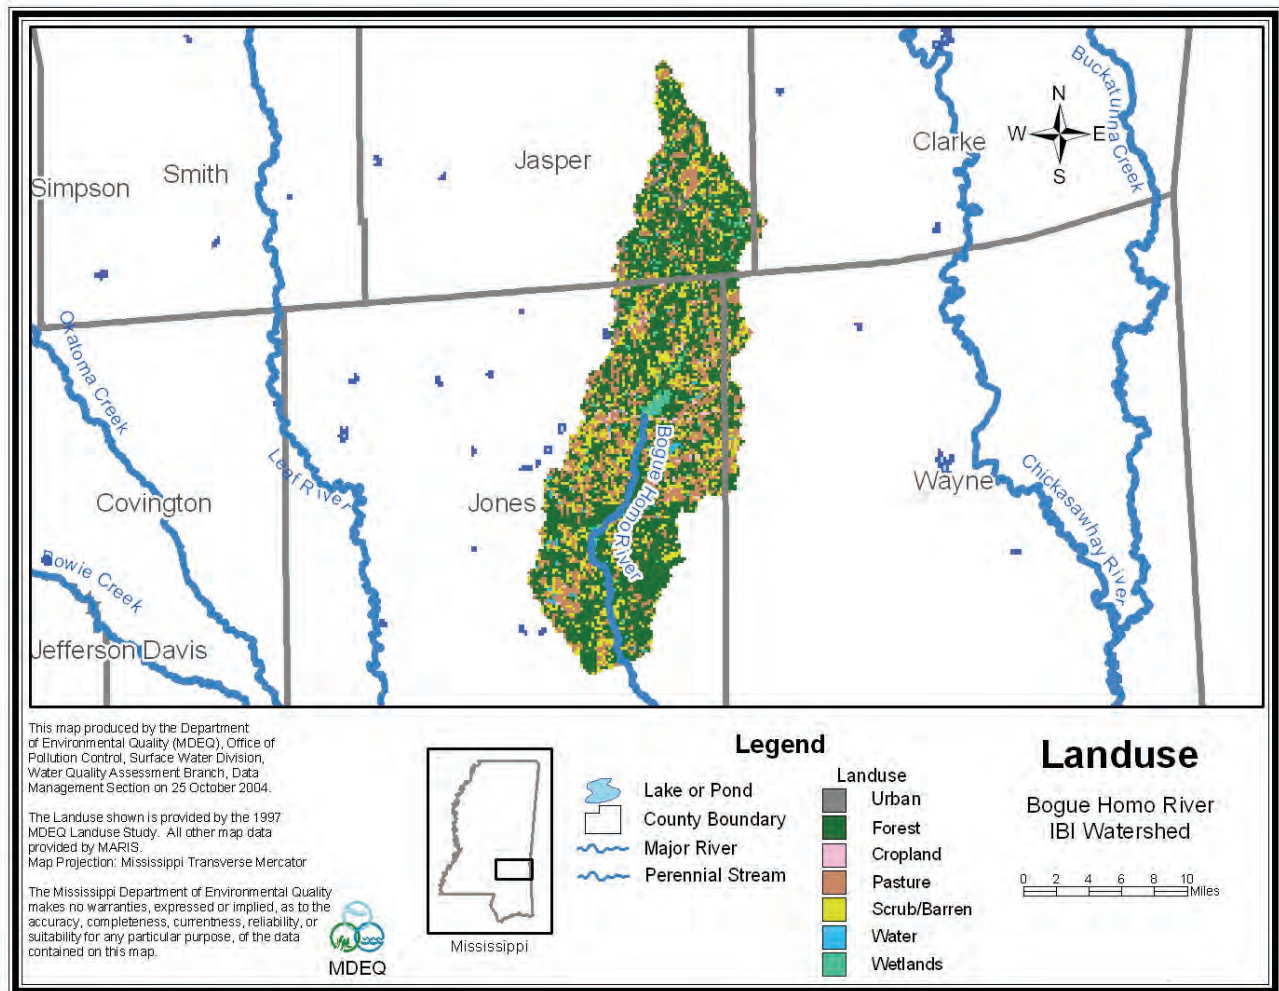 Simpson
Smith
Jasper
Clarke
Buckatunna Creek
N
W E
S
Okatoma Creek
Leaf River
Covington
Jones
Bogue Homo River
Wayne
Chickasawhay River
Bowie Creek
Jefferson Davis
This map produced by the Department
of Environmental Quality (MDEQ), Office of
Pollution Control, Surface Water Division,
Water Quality Assessment Branch, Data
Management Section on 25 October 2004.
The Landuse shown is provided by the 1997
MDEQ Landuse Study. All other map data
provided by MARIS.
Map Projection: Mississippi Transverse Mercator
The Mississippi Department of Environmental Quality
makes no warranties, expressed or implied, as to the
accuracy, completeness, currentness, reliability, or
suitability for any particular purpose, of the data
contained on this map.
MDEQ
Mississippi
Legend
Lake or Pond
County Boundary
Major River
Perennial Stream
Landuse
Urban
Forest
Cropland
Pasture
Scrub/Barren
Water
Wetlands
Landuse
Bogue Homo River
IBI Watershed
0 2 4 6 8 10
Miles